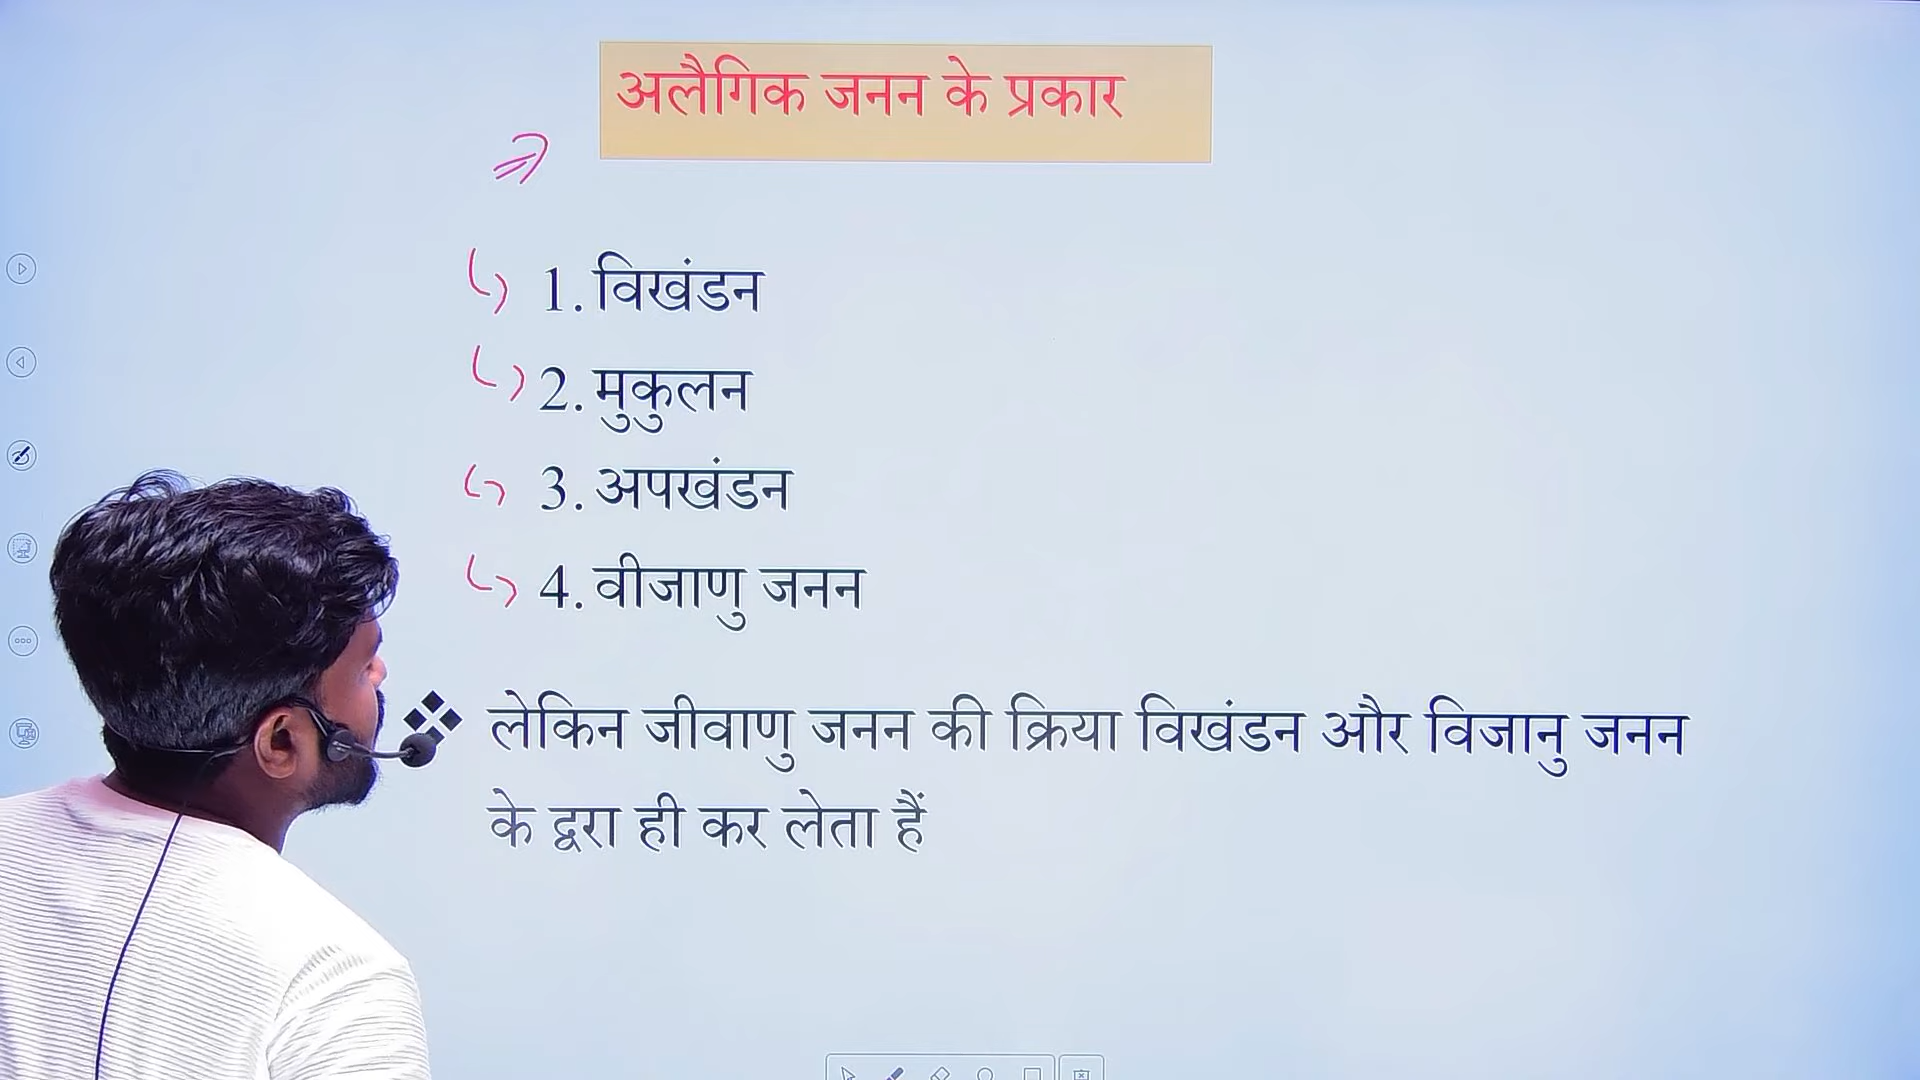 अलैगिक जनन के प्रकार
1. विखंडन
2. मुकुलन
3. अपखंडन
4. वीजाणु जनन
❖ लेकिन जीवाणु जनन की क्रिया विखंडन और विजानु जनन
के द्वरा ही कर लेता हैं